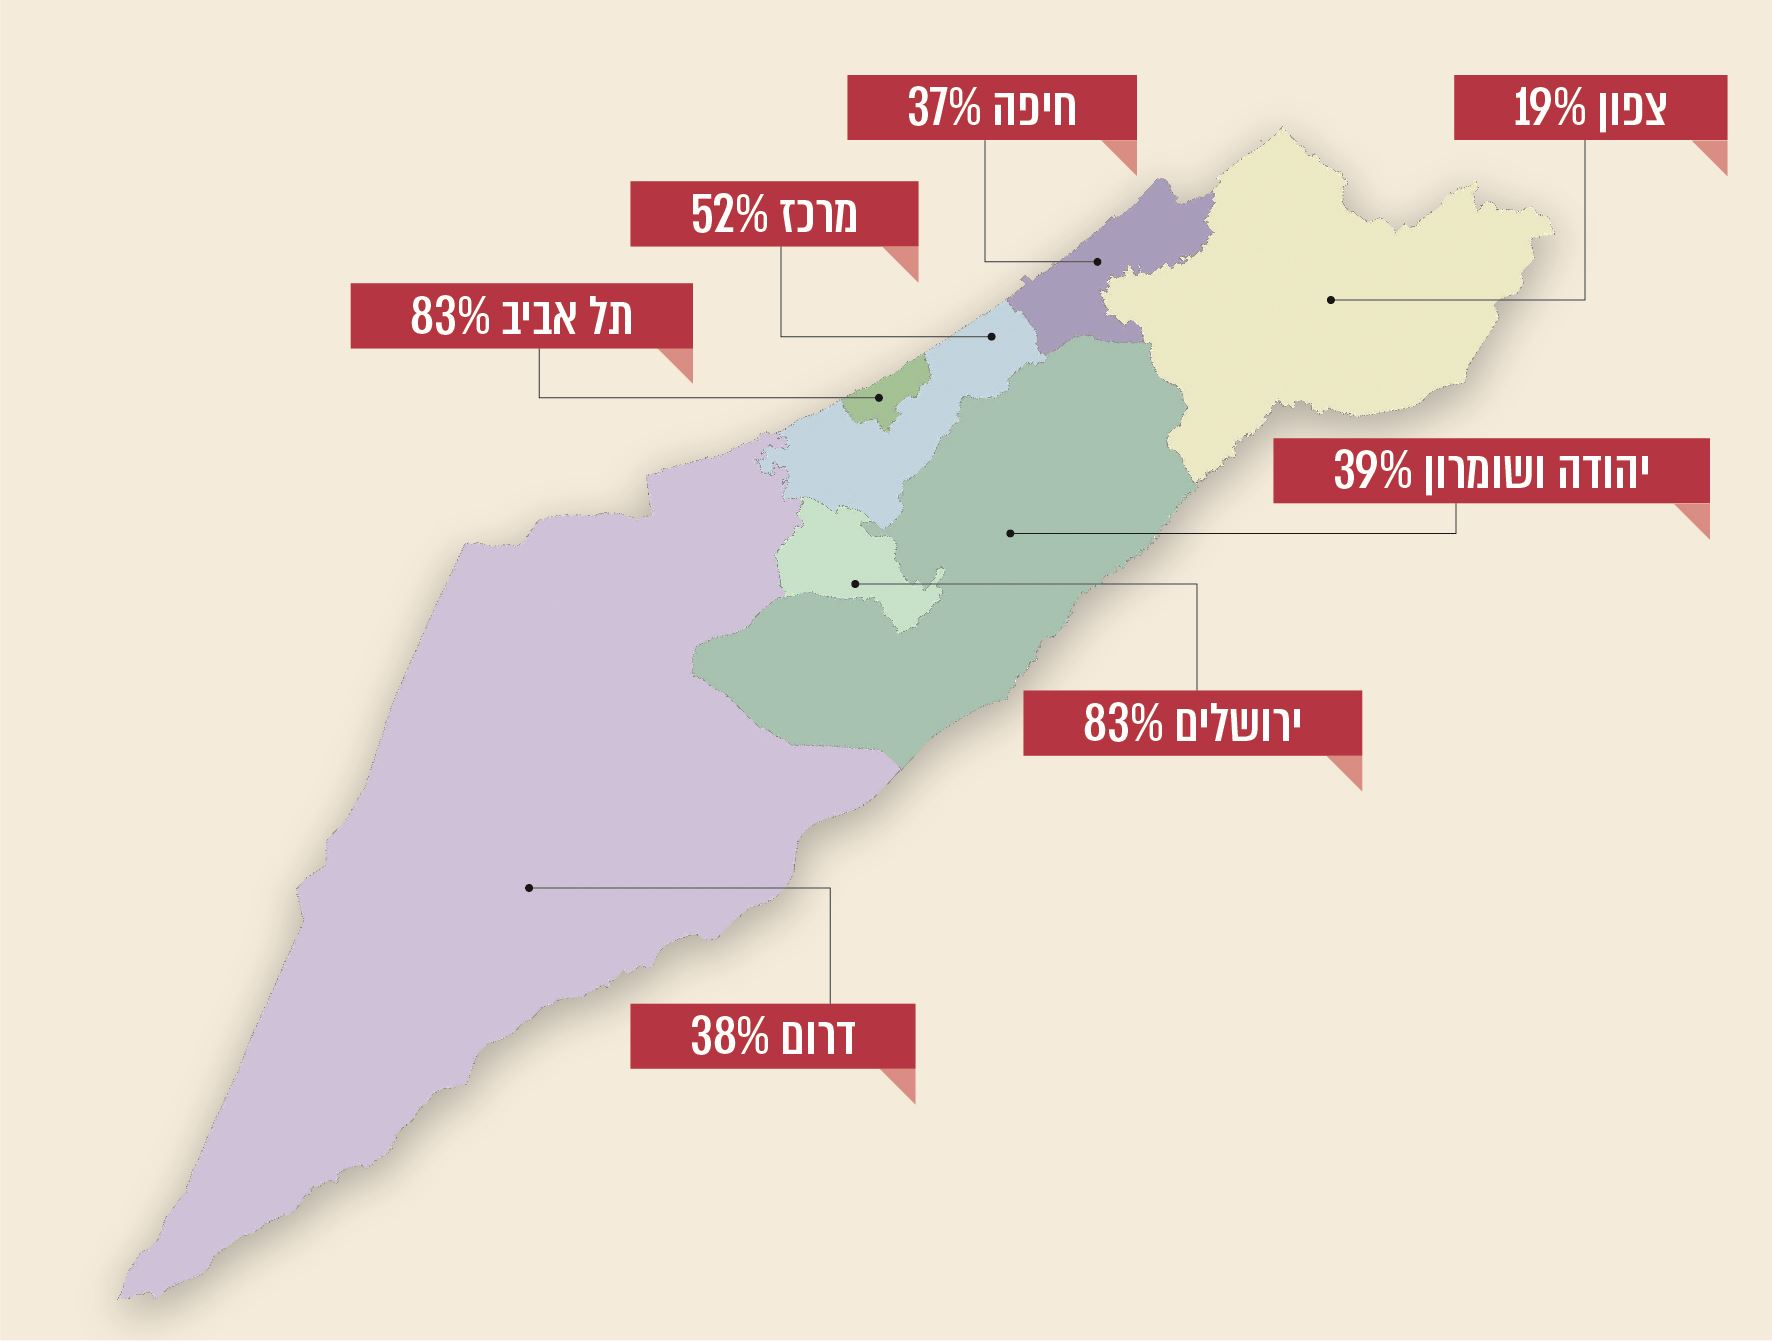 צפון 19%
חיפה 37%
מרכז 52%
תל אביב 83%
יהודה ושומרון 39%
ירושלים 83%
דרום 38%